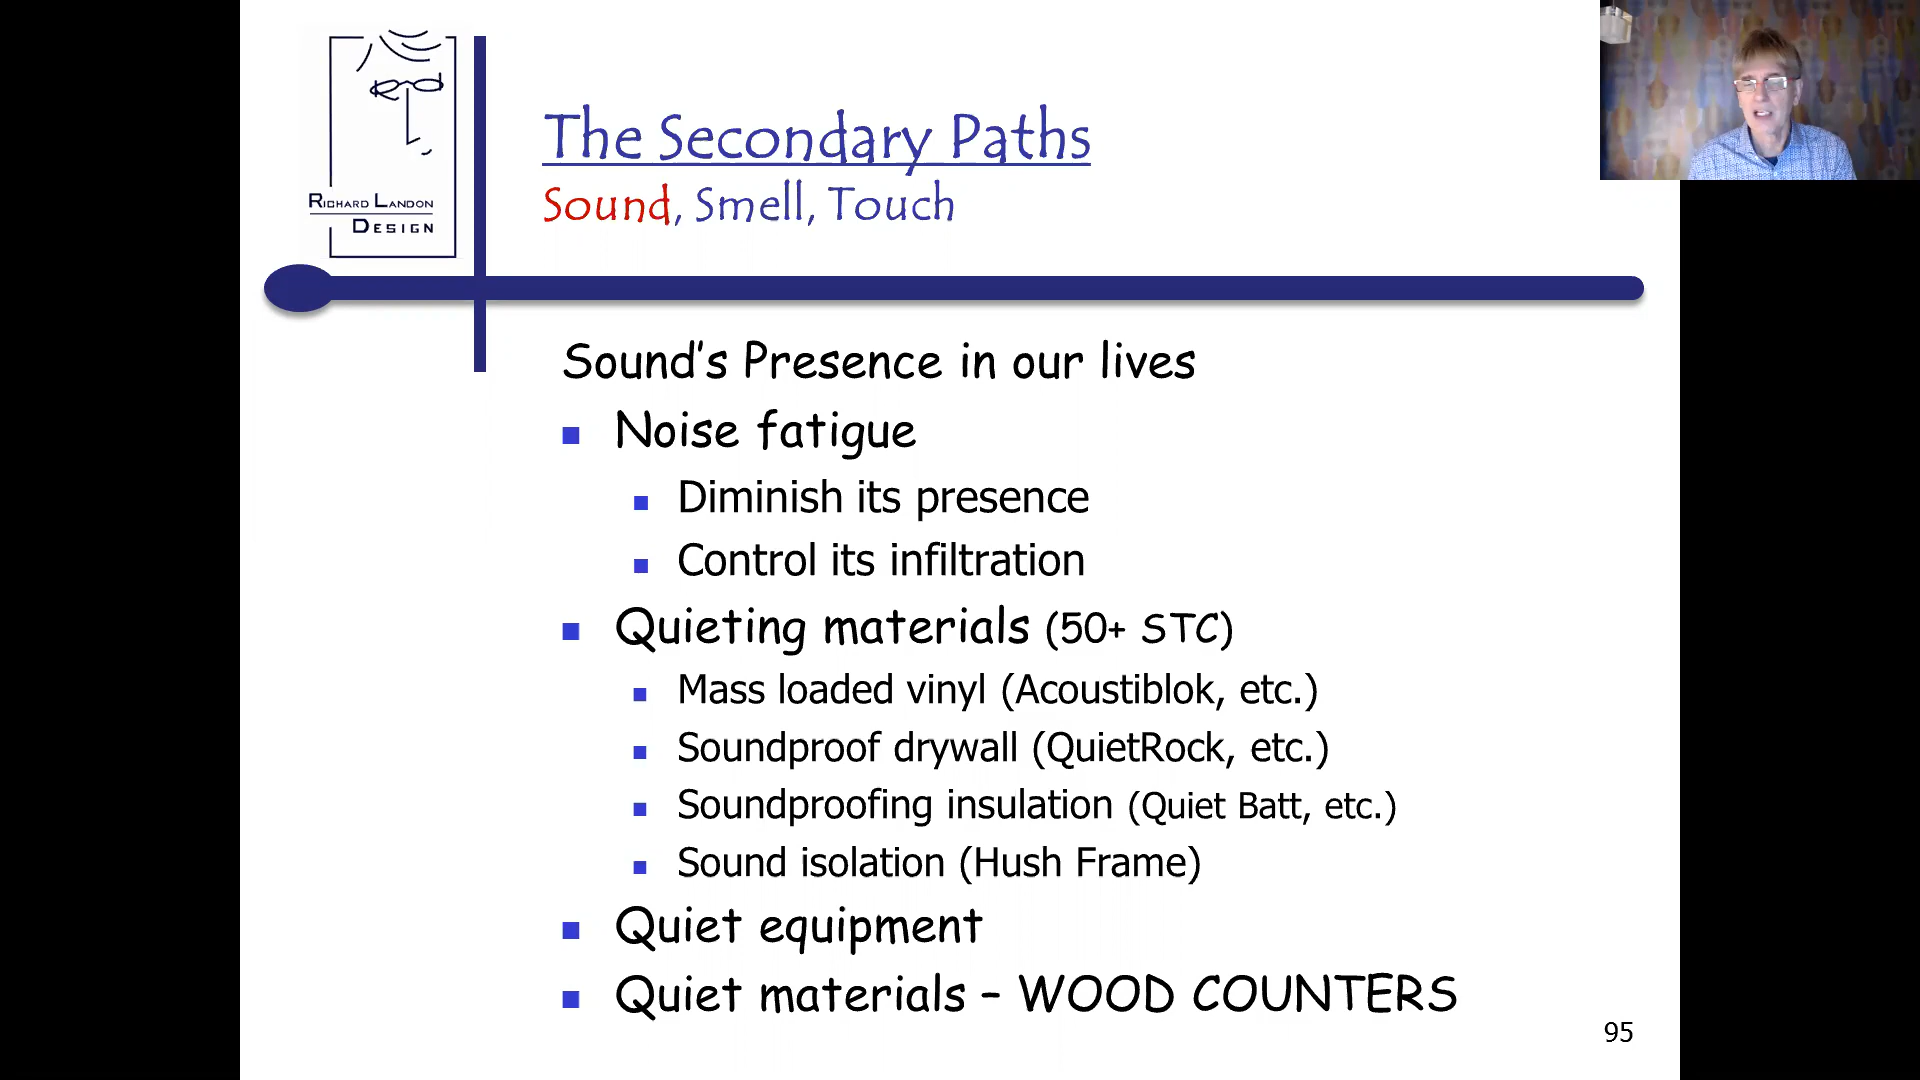 RICHARD LANDON
DESIGN
The Secondary Paths
Sound, Smell, Touch
Sound's Presence in our lives
Noise fatigue
Diminish its presence
Control its infiltration
Quieting materials (50+ STC)
Mass loaded vinyl (Acoustiblok, etc.)
Soundproof drywall (QuietRock, etc.)
Soundproofing insulation (Quiet Batt, etc.)
Sound isolation (Hush Frame)
Quiet equipment
Quiet materials – WOOD COUNTERS
95